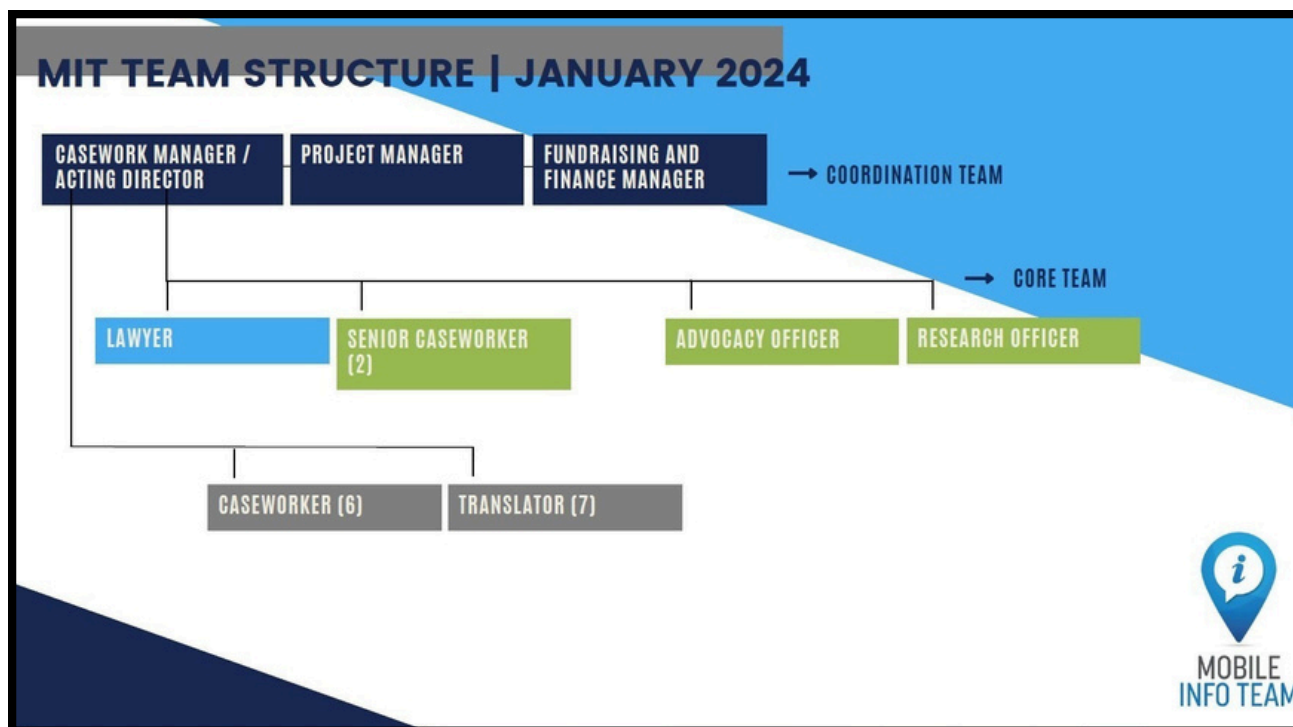 MIT TEAM STRUCTURE | JANUARY 2024
CASEWORK MANAGER /
ACTING DIRECTOR
PROJECT MANAGER
FUNDRAISING AND
FINANCE MANAGER
→ COORDINATION TEAM
→ CORE TEAM
LAWYER
SENIOR CASEWORKER
(2)
ADVOCACY OFFICER
RESEARCH OFFICER
CASEWORKER (6)
TRANSLATOR (7)
i
MOBILE
INFO TEAM